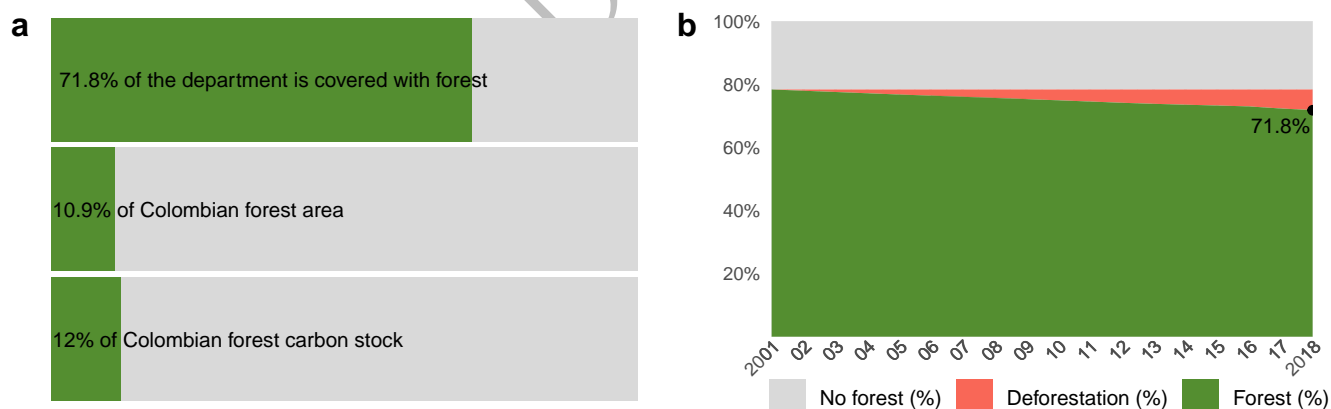 a
71.8% of the department is covered with forest
10.9% of Colombian forest area
12% of Colombian forest carbon stock
b
100%
80%
60%
40%
20%
71.8%
2001 02 03 04 05 06 07 08 09 10 11 12 13 14 15 16 17 2018
No forest (%) Deforestation (%) Forest (%)